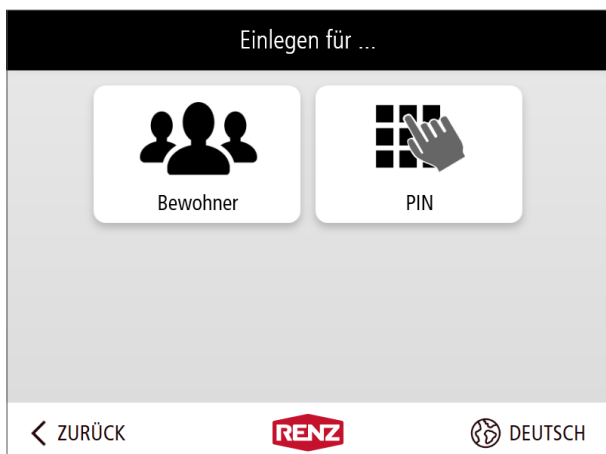 Einlegen für ...
Bewohner
PIN
ZURÜCK
RENZ
DEUTSCH